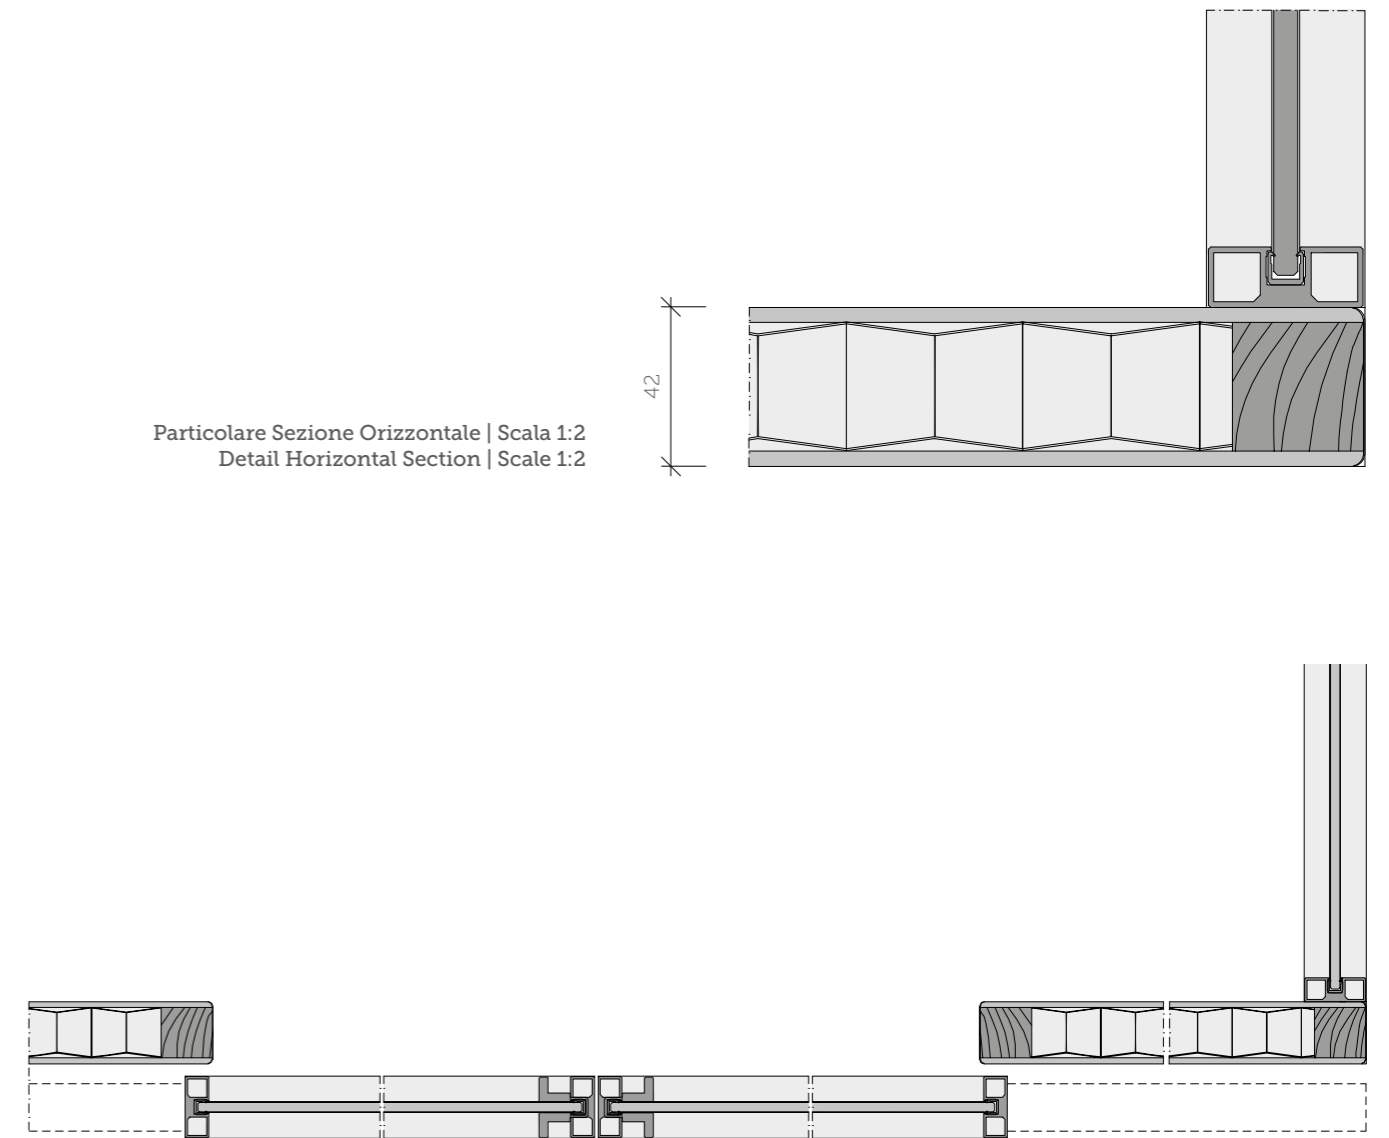 42
Particolare Sezione Orizzontale | Scala 1:2
Detail Horizontal Section | Scale 1:2